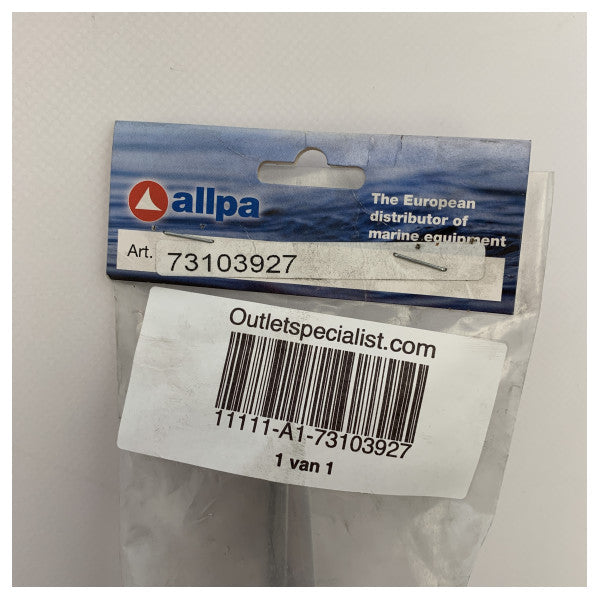 allpa
The European
distributor of
marine equipment
Art. 73103927
Outletspecialist.com
11111-A1-73103927
1 van 1